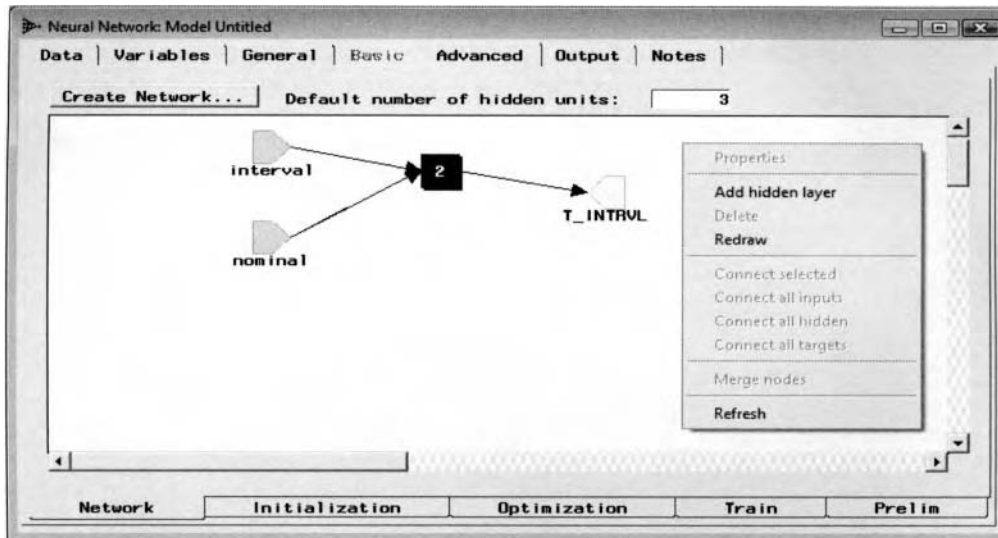 Neural Network: Model Untitled
Data | Variables | General | Basic Advanced | Output | Notes |
Create Network... Default number of hidden units: 3
interval
2
T_INTRVL
nominal
Properties
Add hidden layer
Delete
Redraw
Connect selected
Connect all inputs
Connect all hidden
Connect all targets
Merge nodes
Refresh
Network Initialization Optimization Train Prelim